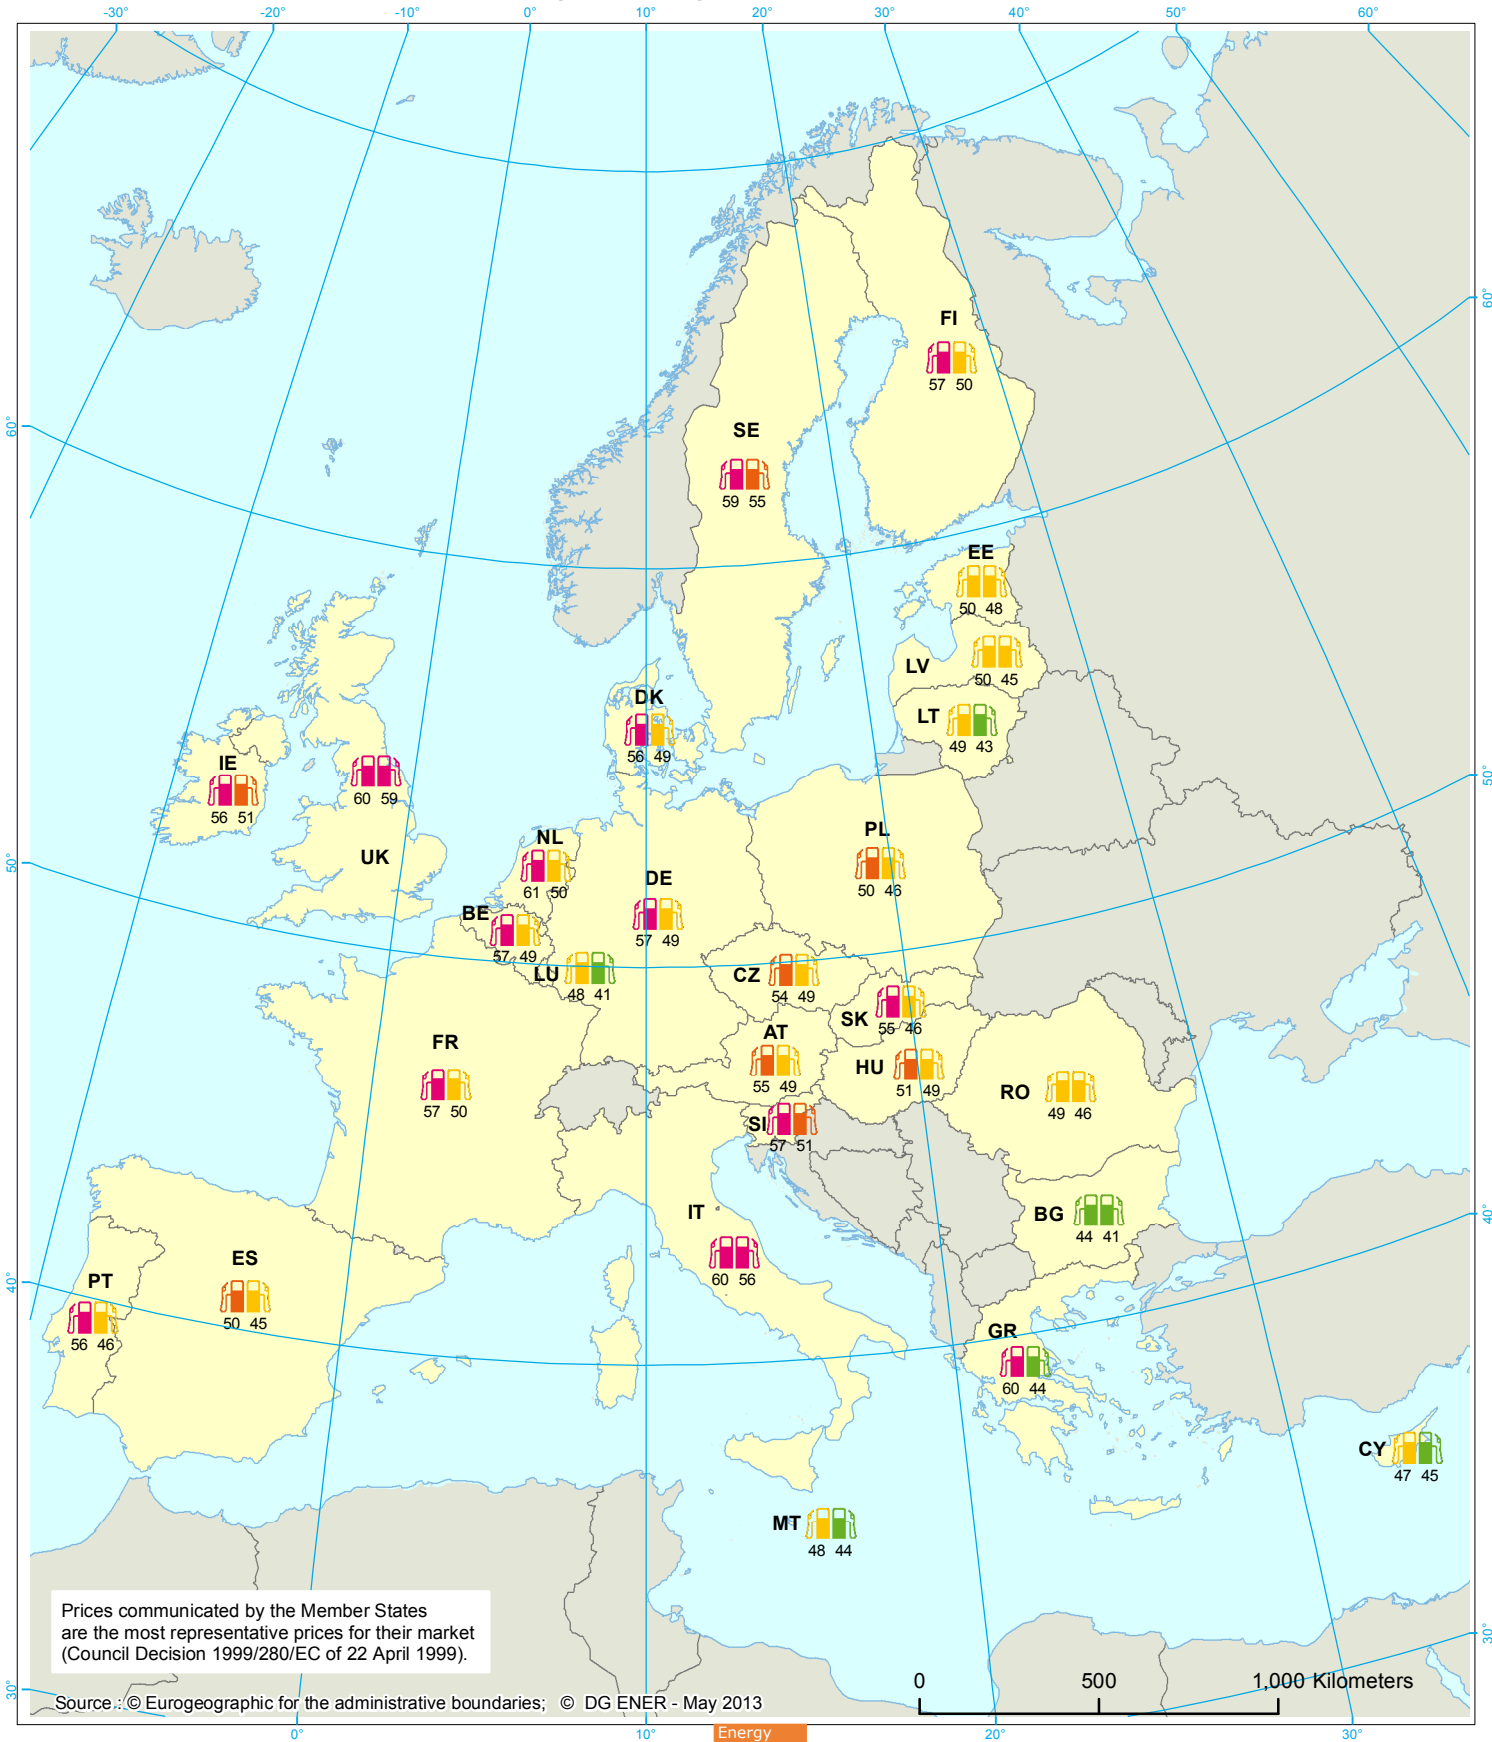 -30° -20° -10° 0° 10° 20° 30° 40° 50° 60°
60°
FI
57 50
60°
SE
59 55
EE
50 48
LV
50 45
LT
49 43
DK
56 49
IE
56 51
60 59
UK
50°
NL
61 50
PL
50 46
50°
DE
57 49
BE
57 49
LU
48 41
CZ
54 49
SK
55 46
AT
55 49
HU
51 49
FR
57 50
RO
49 46
SI
57 51
BG
44 41
40°
IT
60 56
ES
50 45
PT
56 46
40°
GR
60 44
CY
47 45
MT
48 44
Prices communicated by the Member States
are the most representative prices for their market
(Council Decision 1999/280/EC of 22 April 1999).
30°
0 500 1,000 Kilometers
30°
Source : © Eurogeographic for the administrative boundaries; © DG ENER - May 2013
0° 10° 20° 30°
Energy